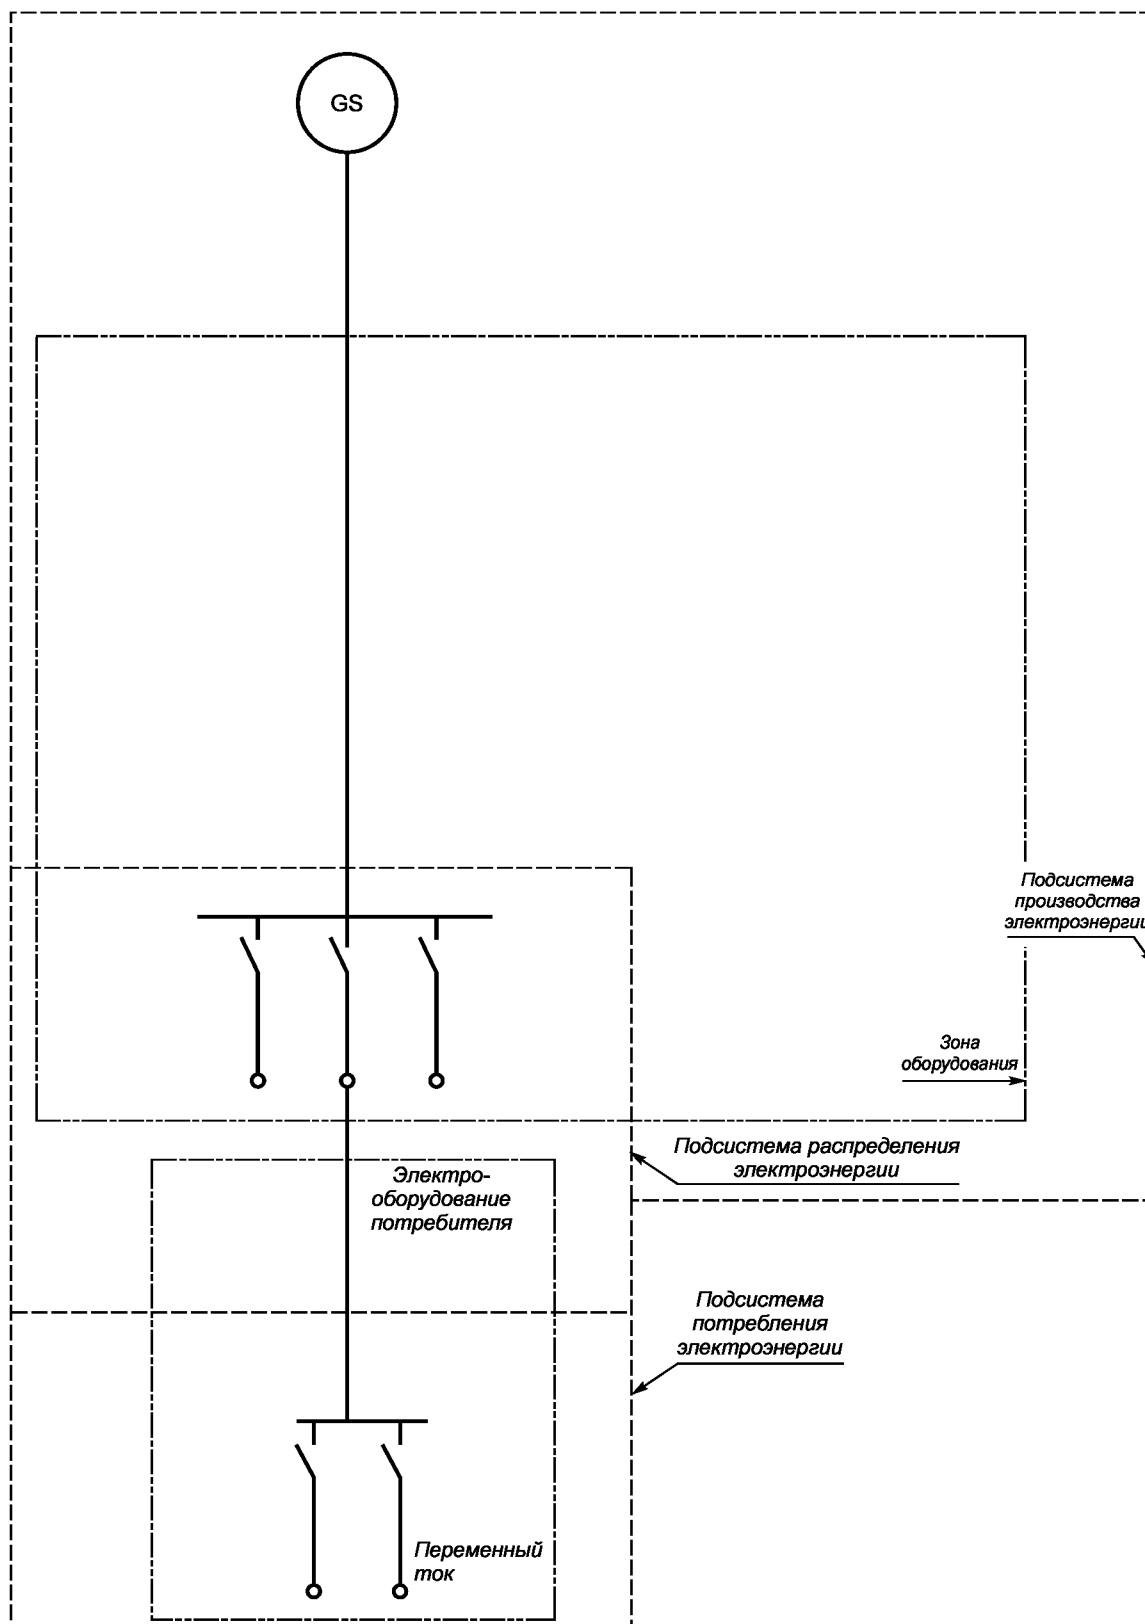 GS
Подсистема
производства
электроэнергии
Зона
оборудования
Подсистема распределения
электроэнергии
Электро-
оборудование
потребителя
Подсистема
потребления
электроэнергии
Переменный
ток